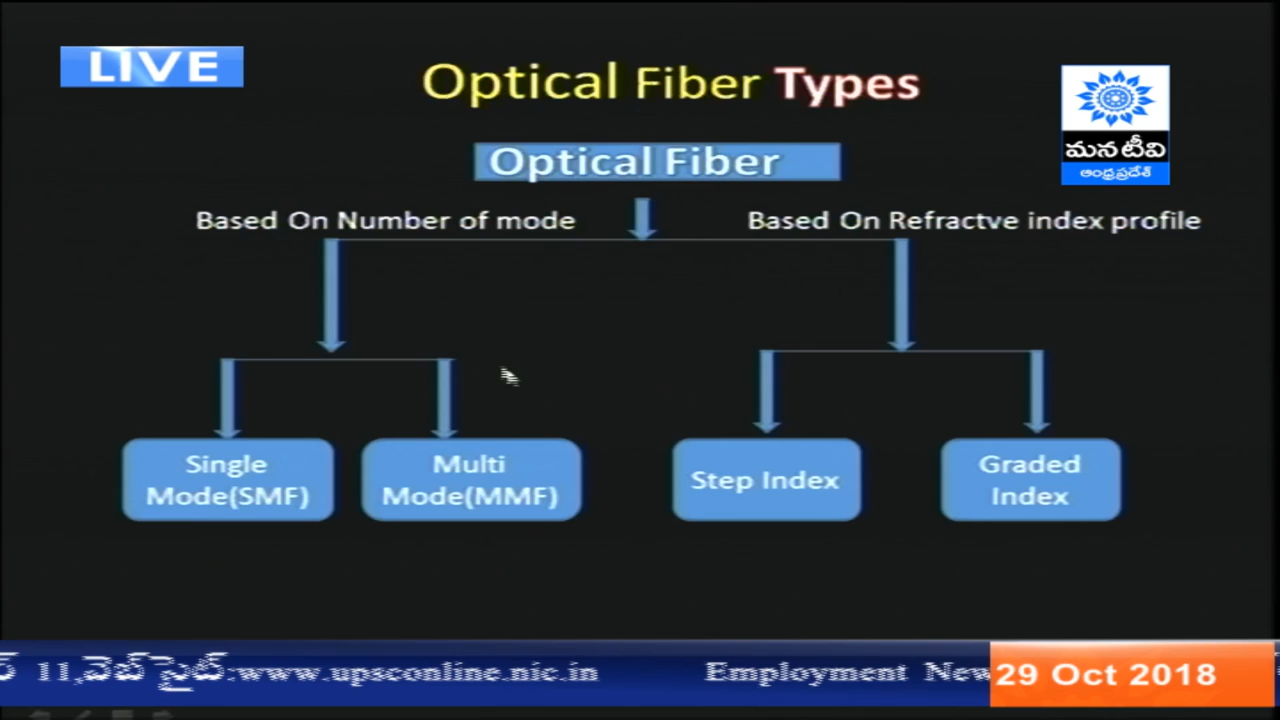 LIVE
Optical Fiber Types
Optical Fiber
మన టీవి
ఆంధ్రప్రదేశ్
Based On Number of mode
Based On Refractve index profile
Single
Mode(SMF)
Multi
Mode(MMF)
Step Index
Graded
Index
11,వెబ్ సైట్:www.upsconline.nic.in Employment New
29 Oct 2018